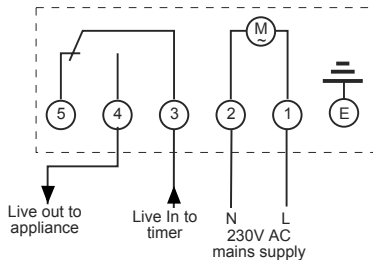 M
~
5 4 3 2 1 E
Live out to
appliance
Live In to
timer
N L
230V AC
mains supply